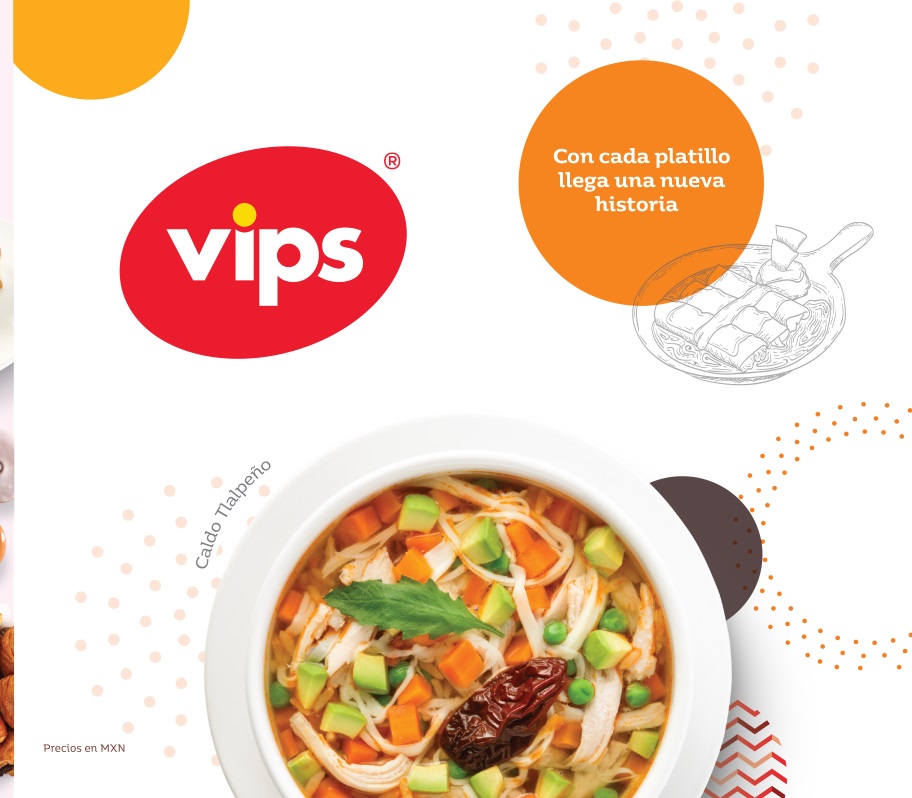 Con cada platillo
llega una nueva
historia
vips®
Caldo Tlalpeño
Precios en MXN